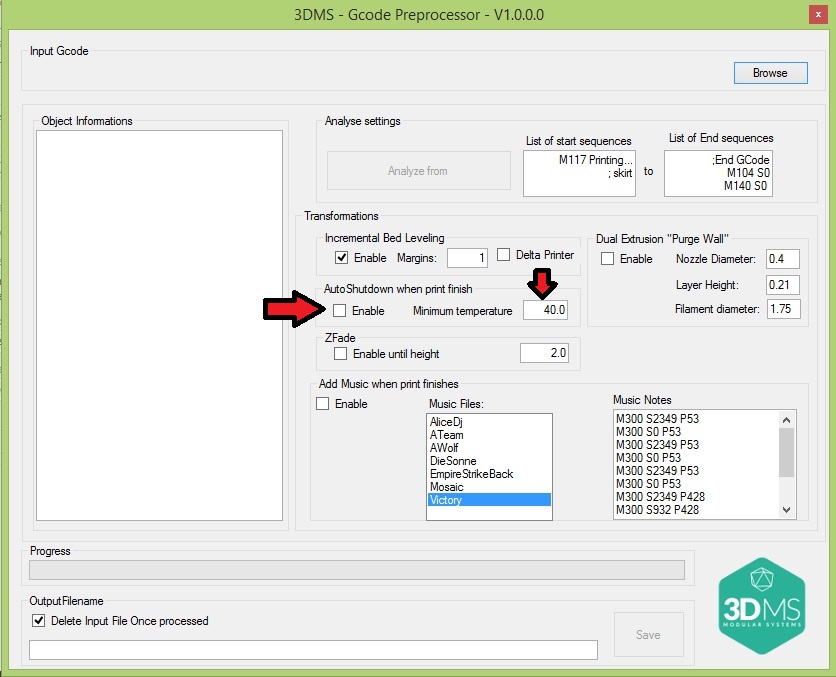 3DMS - Gcode Preprocessor - V1.0.0.0
x
Input Gcode
Browse
Object Informations
Analyse settings
Analyze from
List of start sequences
M117 Printing...
; skirt
to
List of End sequences
;End GCode
M104 S0
M140 S0
Transformations
Incremental Bed Leveling
Enable Margins: 1 Delta Printer
AutoShutdown when print finish
Enable Minimum temperature 40.0
ZFade
Enable until height 2.0
Dual Extrusion "Purge Wall"
Enable Nozzle Diameter: 0.4
Layer Height: 0.21
Filament diameter: 1.75
Add Music when print finishes
Enable
Music Files:
AliceDj
ATeam
AWolf
DieSonne
EmpireStrikeBack
Mosaic
Victory
Music Notes
M300 S2349 P53
M300 S0 P53
M300 S2349 P53
M300 S0 P53
M300 S2349 P53
M300 S0 P53
M300 S2349 P428
M300 S932 P428
Progress
OutputFilename
Delete Input File Once processed
Save
3DMS
MODULAR SYSTEMS